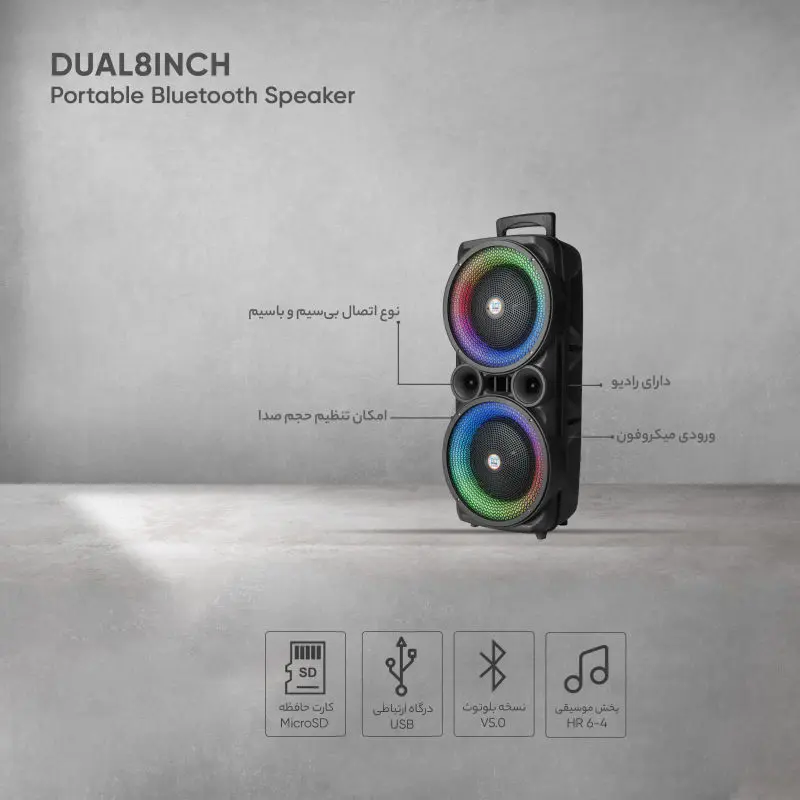 DUAL8INCH
Portable Bluetooth Speaker
نوع اتصال بی‌سیم و باسیم
دارای رادیو
امکان تنظیم حجم صدا
ورودی میکروفون
SD
کارت حافظه
MicroSD
درگاه ارتباطی
USB
نسخه بلوتوث
V5.0
پخش موسیقی
HR 6-4